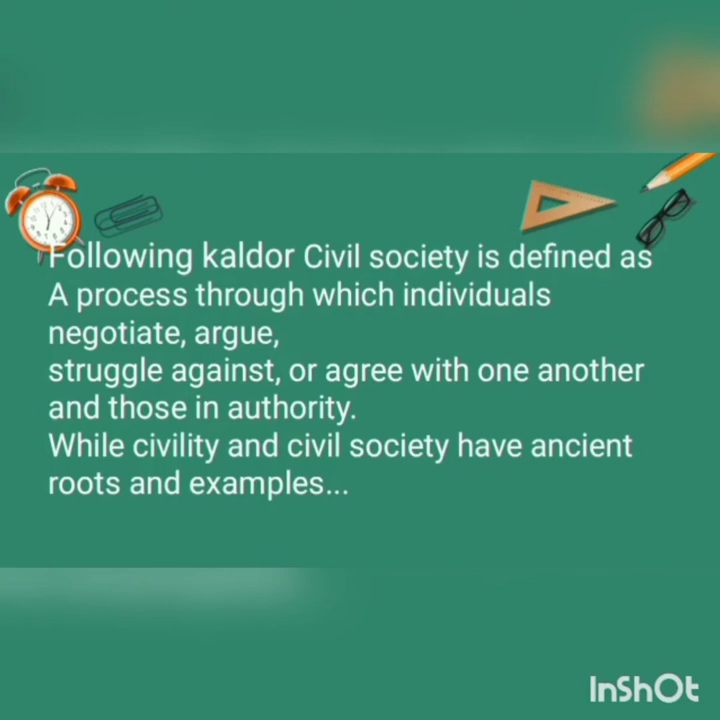 Following kaldor Civil society is defined as
A process through which individuals
negotiate, argue,
struggle against, or agree with one another
and those in authority.
While civility and civil society have ancient
roots and examples...
InShOt